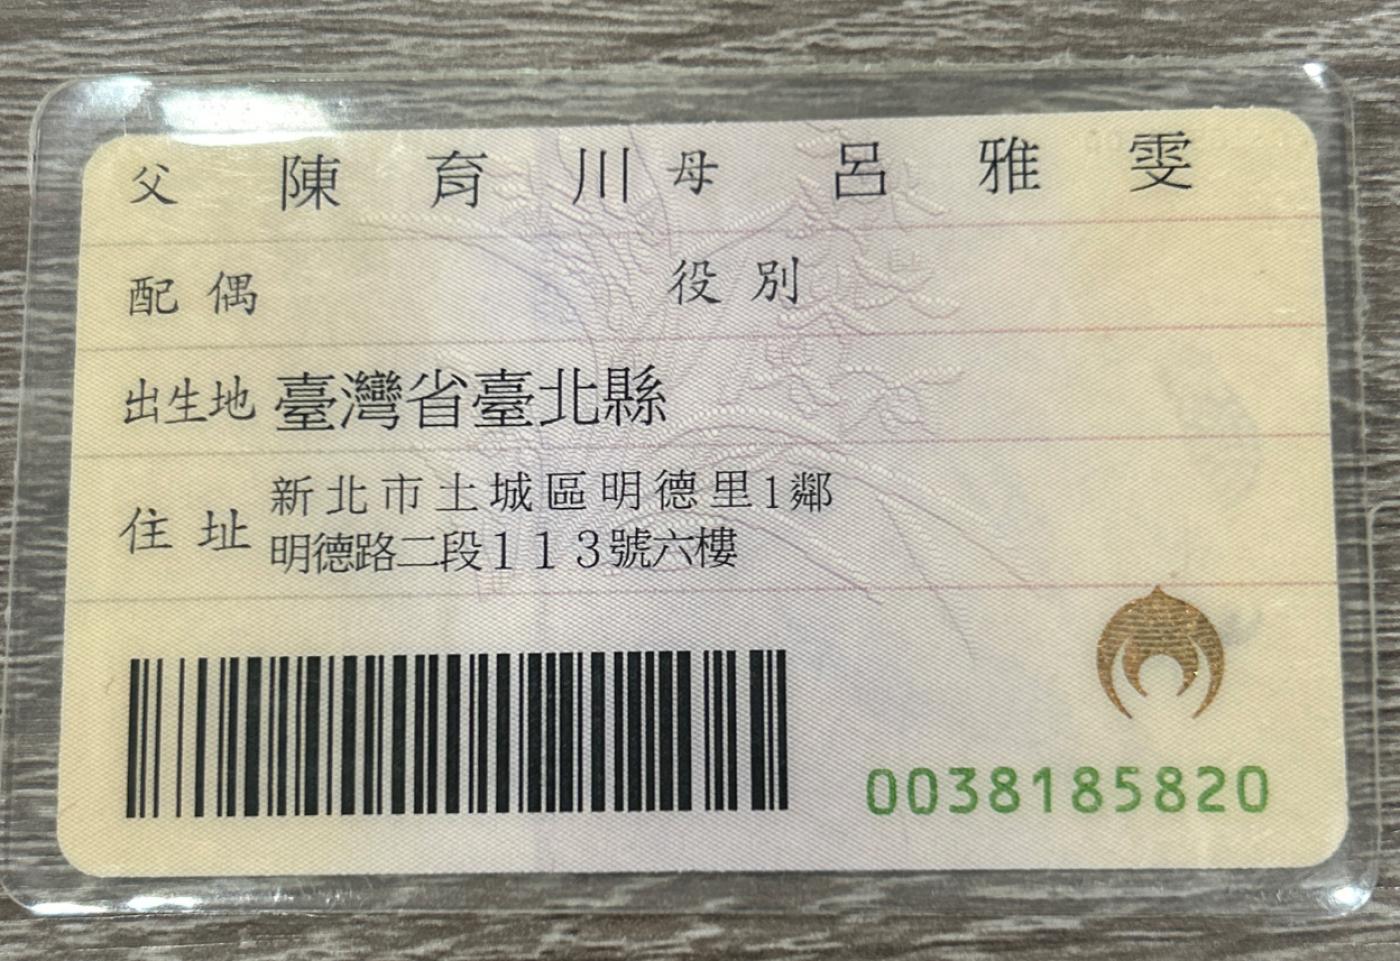 父 陳育川 母 呂雅雯
配偶 役別
出生地 臺灣省臺北縣
住址 新北市土城區明德里1鄰
明德路二段113號六樓
0038185820